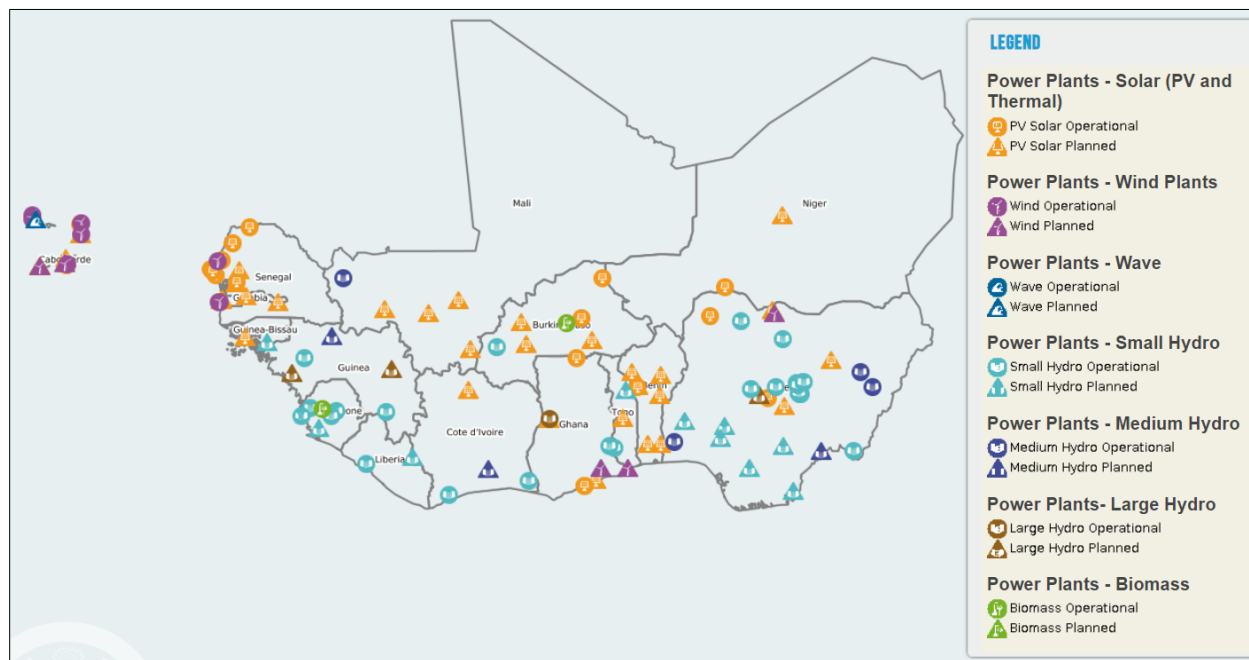 Mali
Niger
Senegal
Guinea-Bissau
Guinea
Cote d'Ivoire
Ghana
Togo
Liberia
LEGEND
Power Plants - Solar (PV and
Thermal)
PV Solar Operational
PV Solar Planned
Power Plants - Wind Plants
Wind Operational
Wind Planned
Power Plants - Wave
Wave Operational
Wave Planned
Power Plants - Small Hydro
Small Hydro Operational
Small Hydro Planned
Power Plants - Medium Hydro
Medium Hydro Operational
Medium Hydro Planned
Power Plants- Large Hydro
Large Hydro Operational
Large Hydro Planned
Power Plants - Biomass
Biomass Operational
Biomass Planned